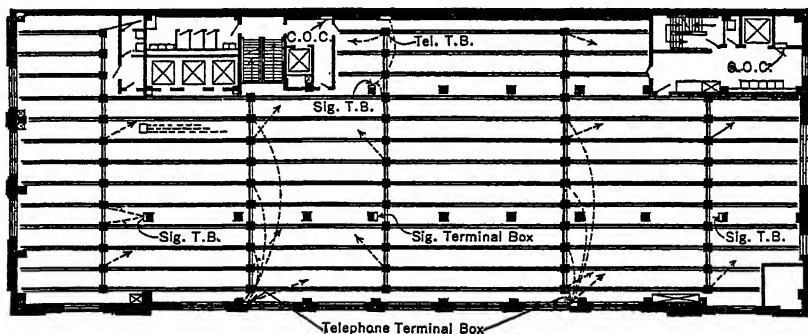 C.O.C.
Tel. T.B.
C.O.C.
Sig. T.B.
Sig. T.B.
Sig. Terminal Box
Sig. T.B.
Telephone Terminal Box